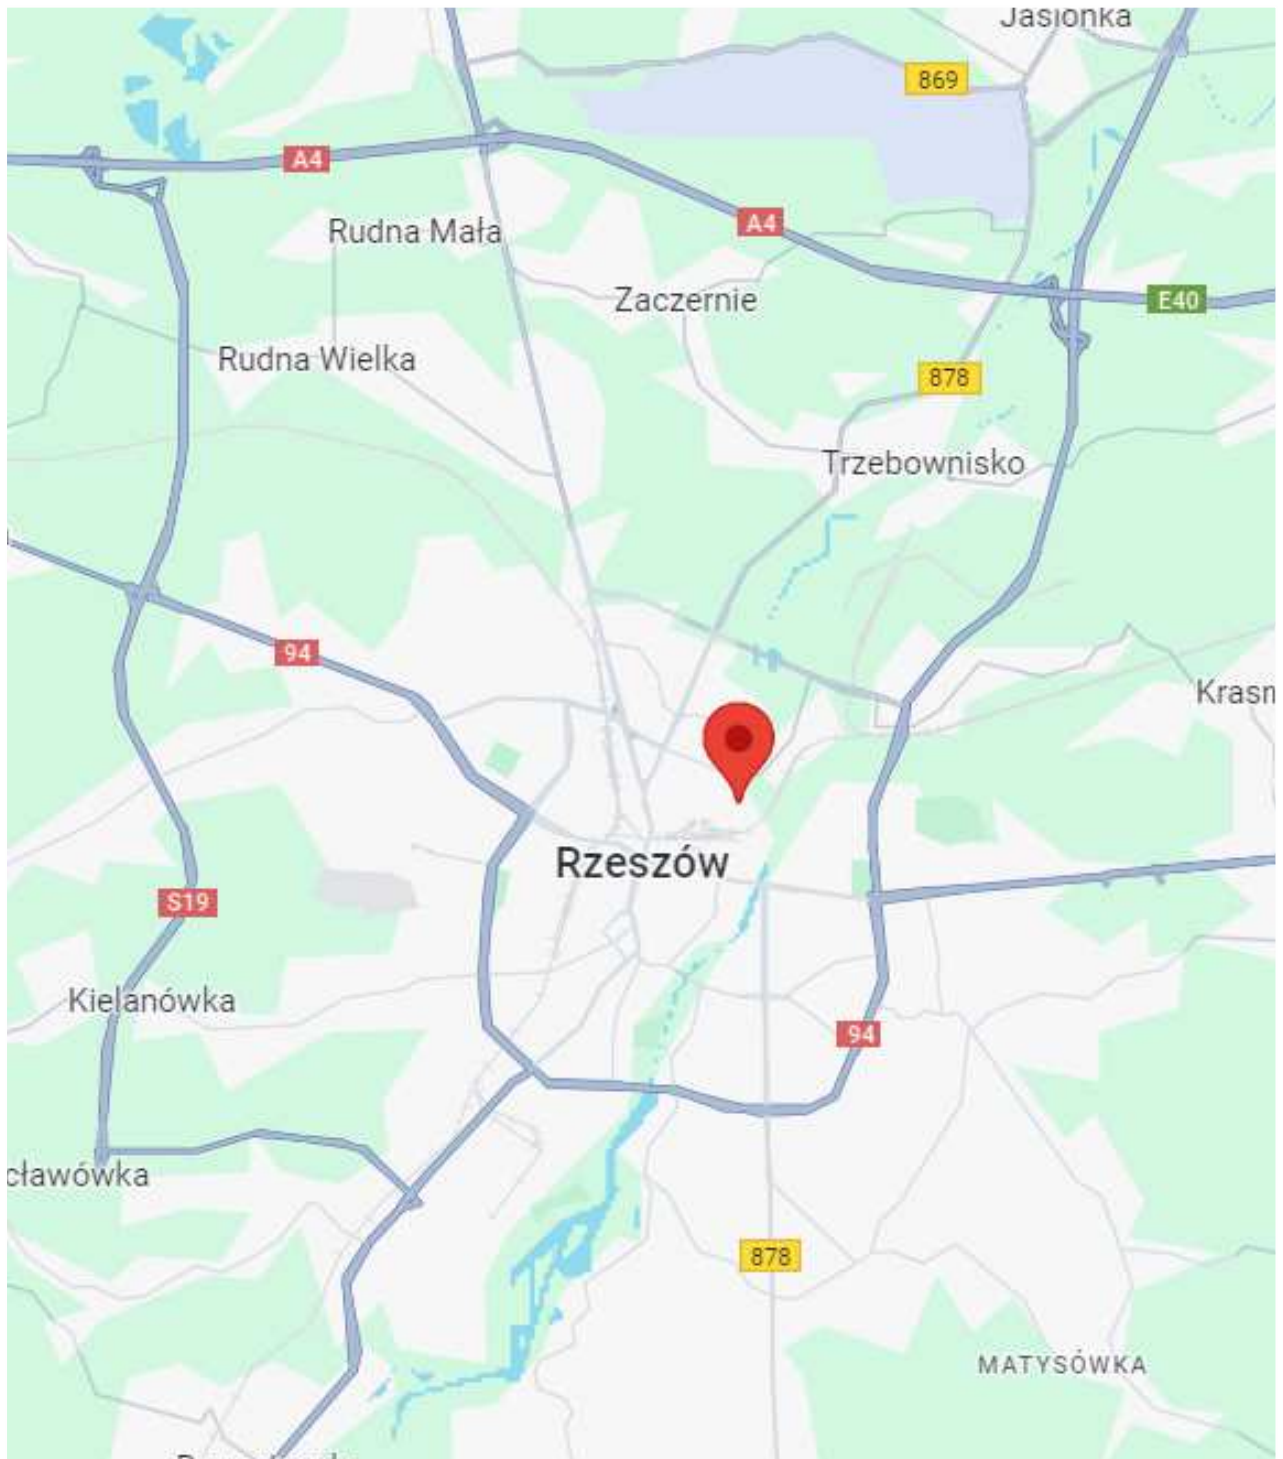 Jasionka
869
A4
A4
Rudna Mała
Zaczernie
E40
Rudna Wielka
878
Trzebownisko
94
Krasn
Rzeszów
S19
Kielanówka
94
cławówka
878
MATYSÓWKA